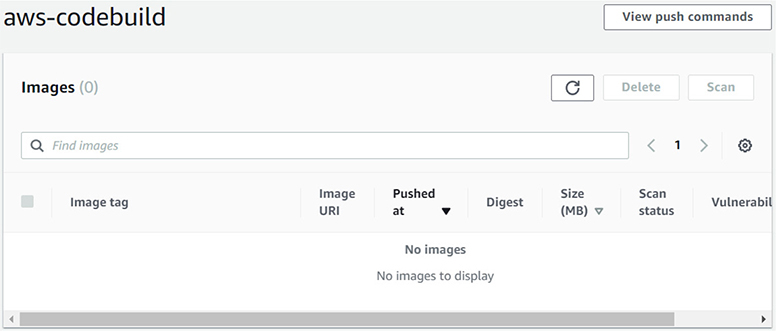 aws-codebuild
View push commands
Images (0)
Delete
Scan
Find images
1
Image tag
Image
URI
Pushed
at
Digest
Size
(MB)
Scan
status
Vulnerabil
No images
No images to display